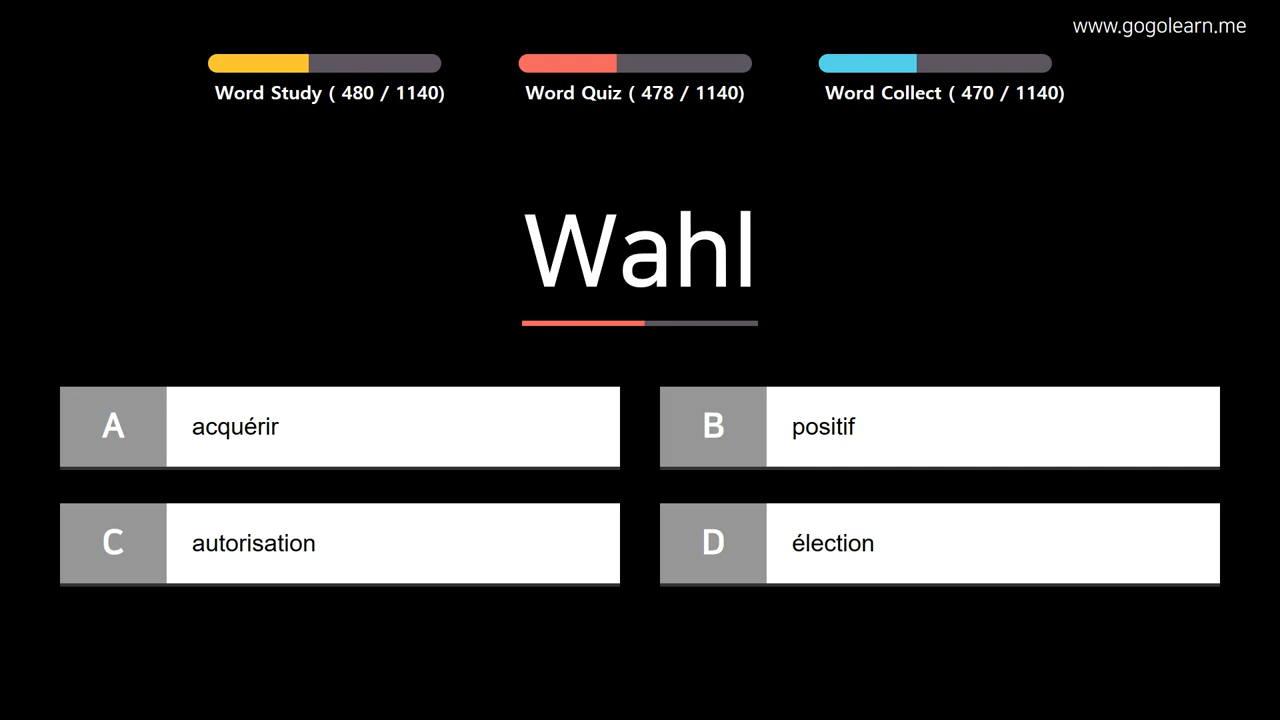 www.gogolearn.me
Word Study ( 480 / 1140)
Word Quiz ( 478 / 1140)
Word Collect ( 470 / 1140)
Wahl
A acquérir
B positif
C autorisation
D élection